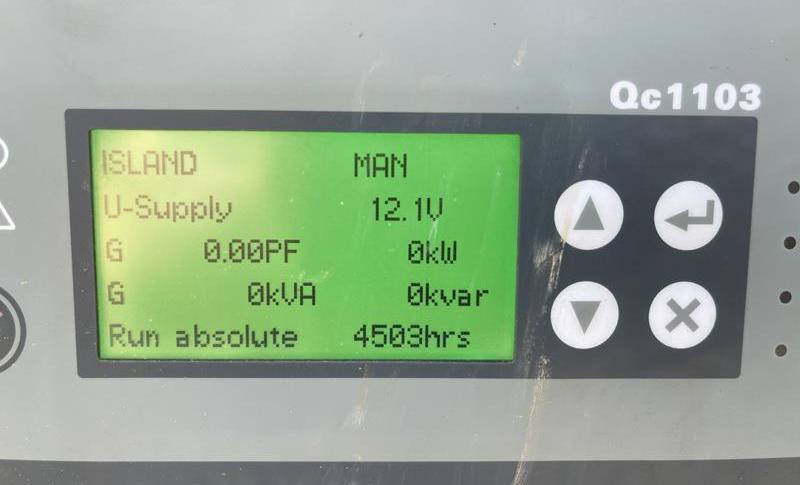 Qc1103
ISLAND MAN
U-Supply 12.1V
G 0.00PF 0kW
G 0kVA 0kvar
Run absolute 4503hrs